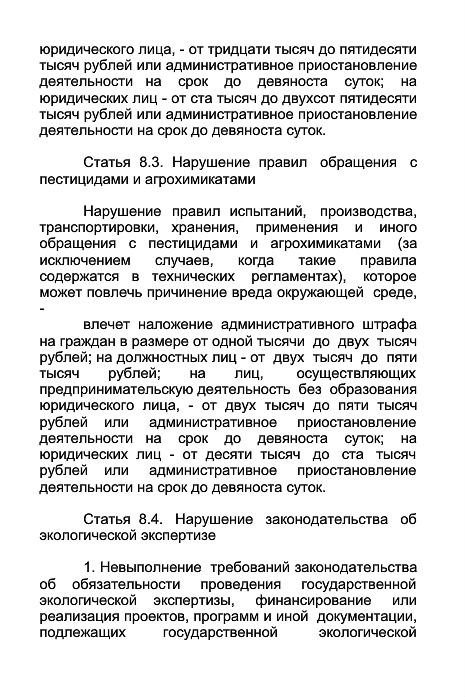 юридического лица, - от тридцати тысяч до пятидесяти
тысяч рублей или административное приостановление
деятельности на срок до девяноста суток; на
юридических лиц - от ста тысяч до двухсот пятидесяти
тысяч рублей или административное приостановление
деятельности на срок до девяноста суток.
Статья 8.3. Нарушение правил обращения с
пестицидами и агрохимикатами
Нарушение правил испытаний, производства,
транспортировки, хранения, применения и иного
обращения с пестицидами и агрохимикатами (за
исключением случаев, когда такие правила
содержатся в технических регламентах), которое
может повлечь причинение вреда окружающей среде,
-
влечет наложение административного штрафа
на граждан в размере от одной тысячи до двух тысяч
рублей; на должностных лиц - от двух тысяч до пяти
тысяч рублей; на лиц, осуществляющих
предпринимательскую деятельность без образования
юридического лица, - от двух тысяч до пяти тысяч
рублей или административное приостановление
деятельности на срок до девяноста суток; на
юридических лиц - от десяти тысяч до ста тысяч
рублей или административное приостановление
деятельности на срок до девяноста суток.
Статья 8.4. Нарушение законодательства об
экологической экспертизе
1. Невыполнение требований законодательства
об обязательности проведения государственной
экологической экспертизы, финансирование или
реализация проектов, программ и иной документации,
подлежащих государственной экологической